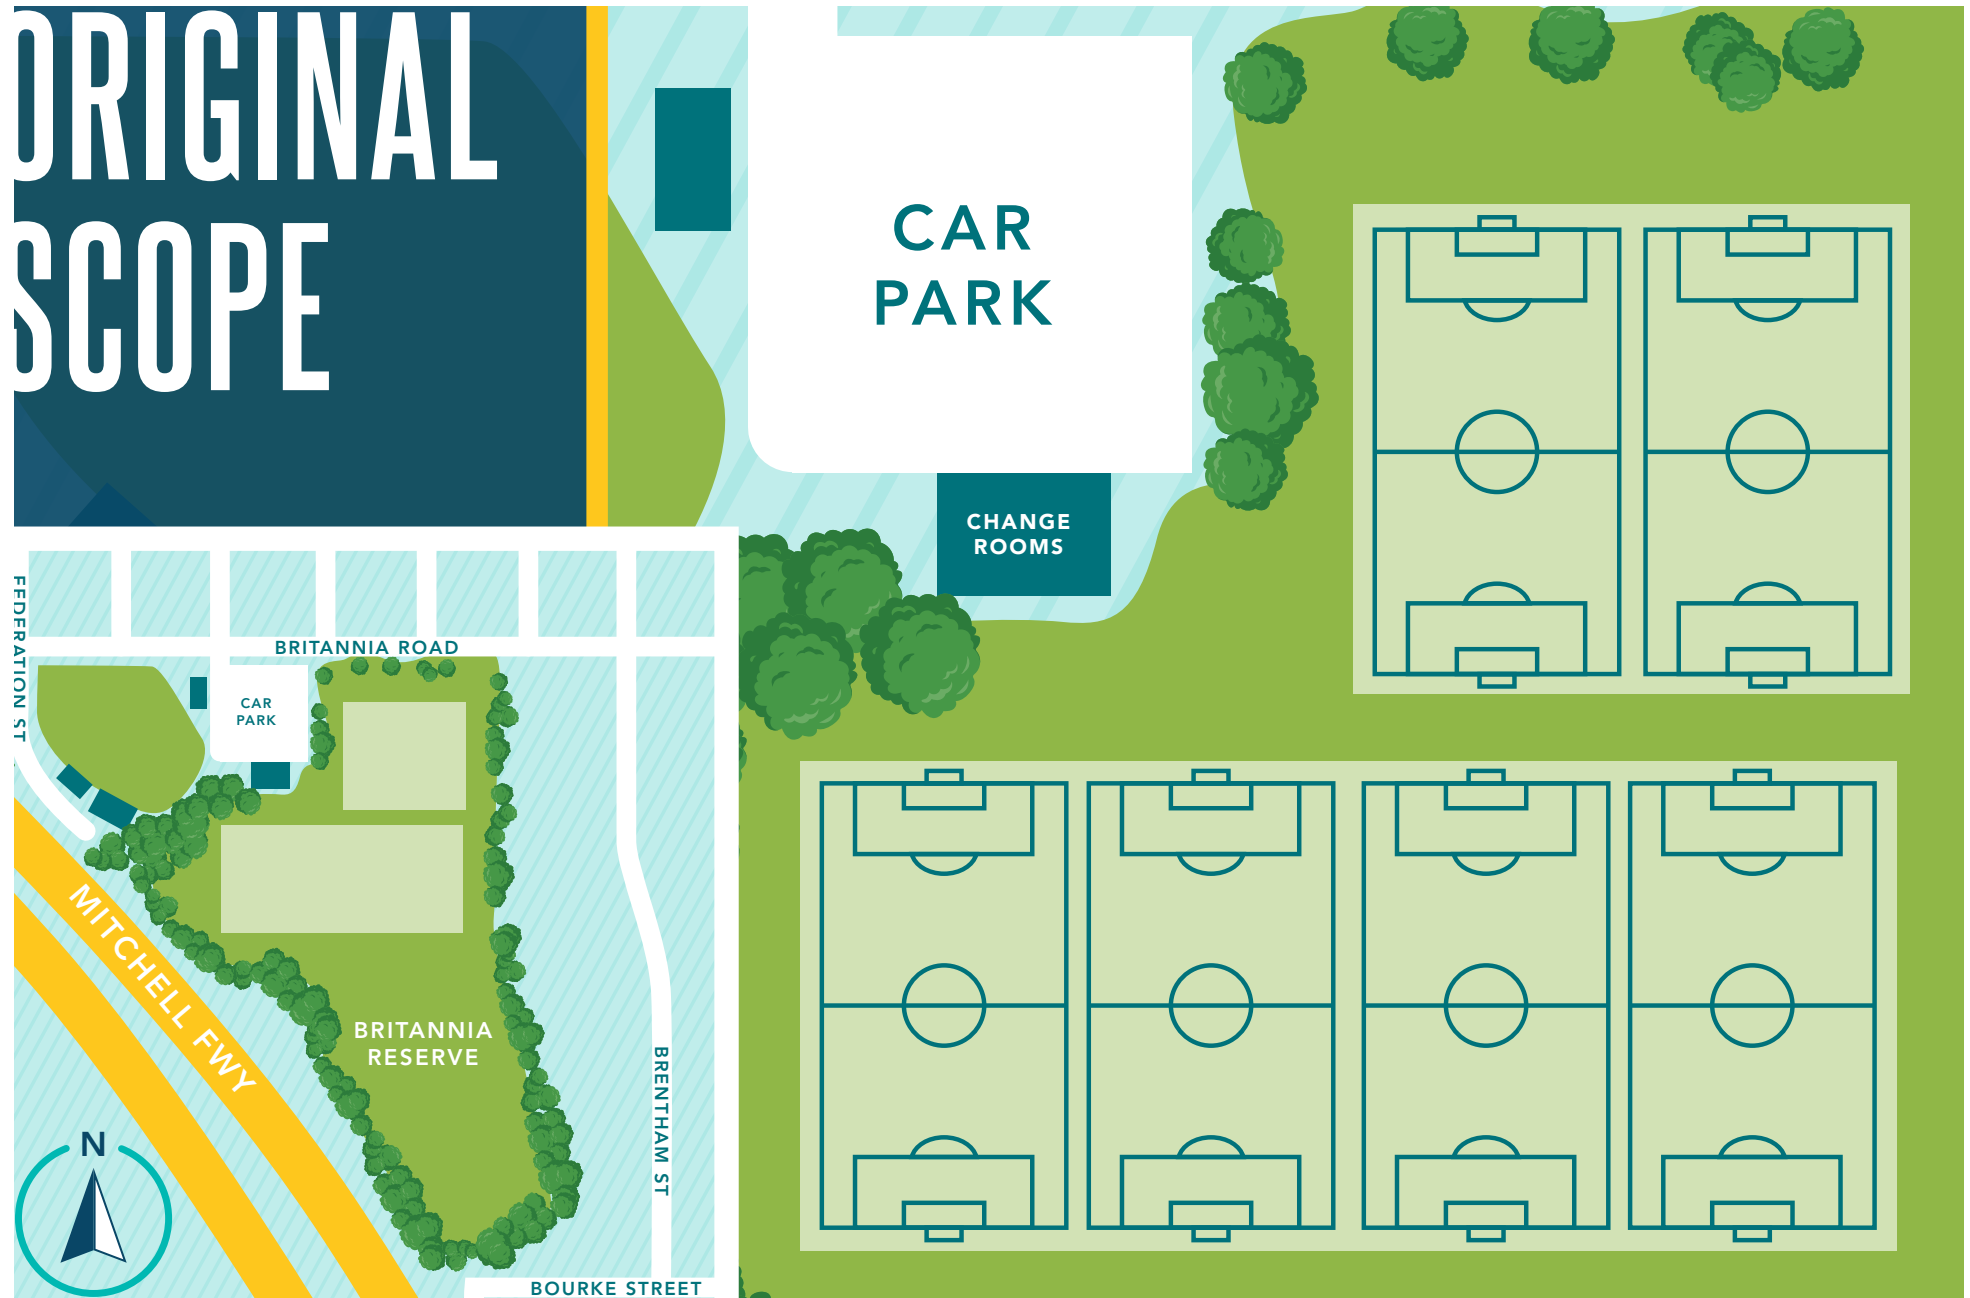 ORIGINAL
SCOPE
CAR
PARK
CHANGE
ROOMS
FEDERATION ST
BRITANNIA ROAD
CAR
PARK
MITCHELL FWY
BRITANNIA
RESERVE
BRENTHAM ST
N
BOURKE STREET